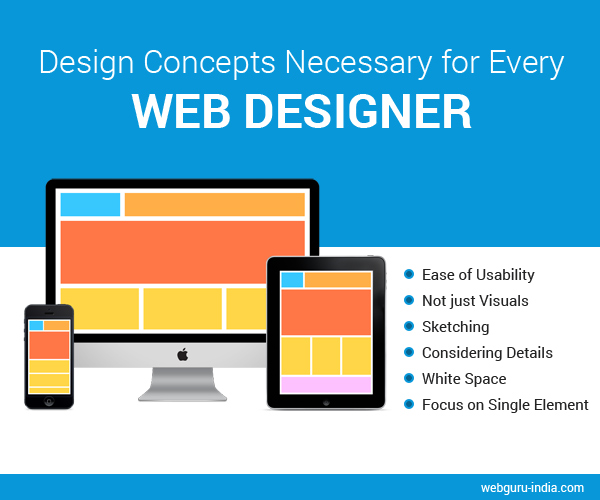 Design Concepts Necessary for Every
WEB DESIGNER
Ease of Usability
Not just Visuals
Sketching
Considering Details
White Space
Focus on Single Element
webguru-india.com